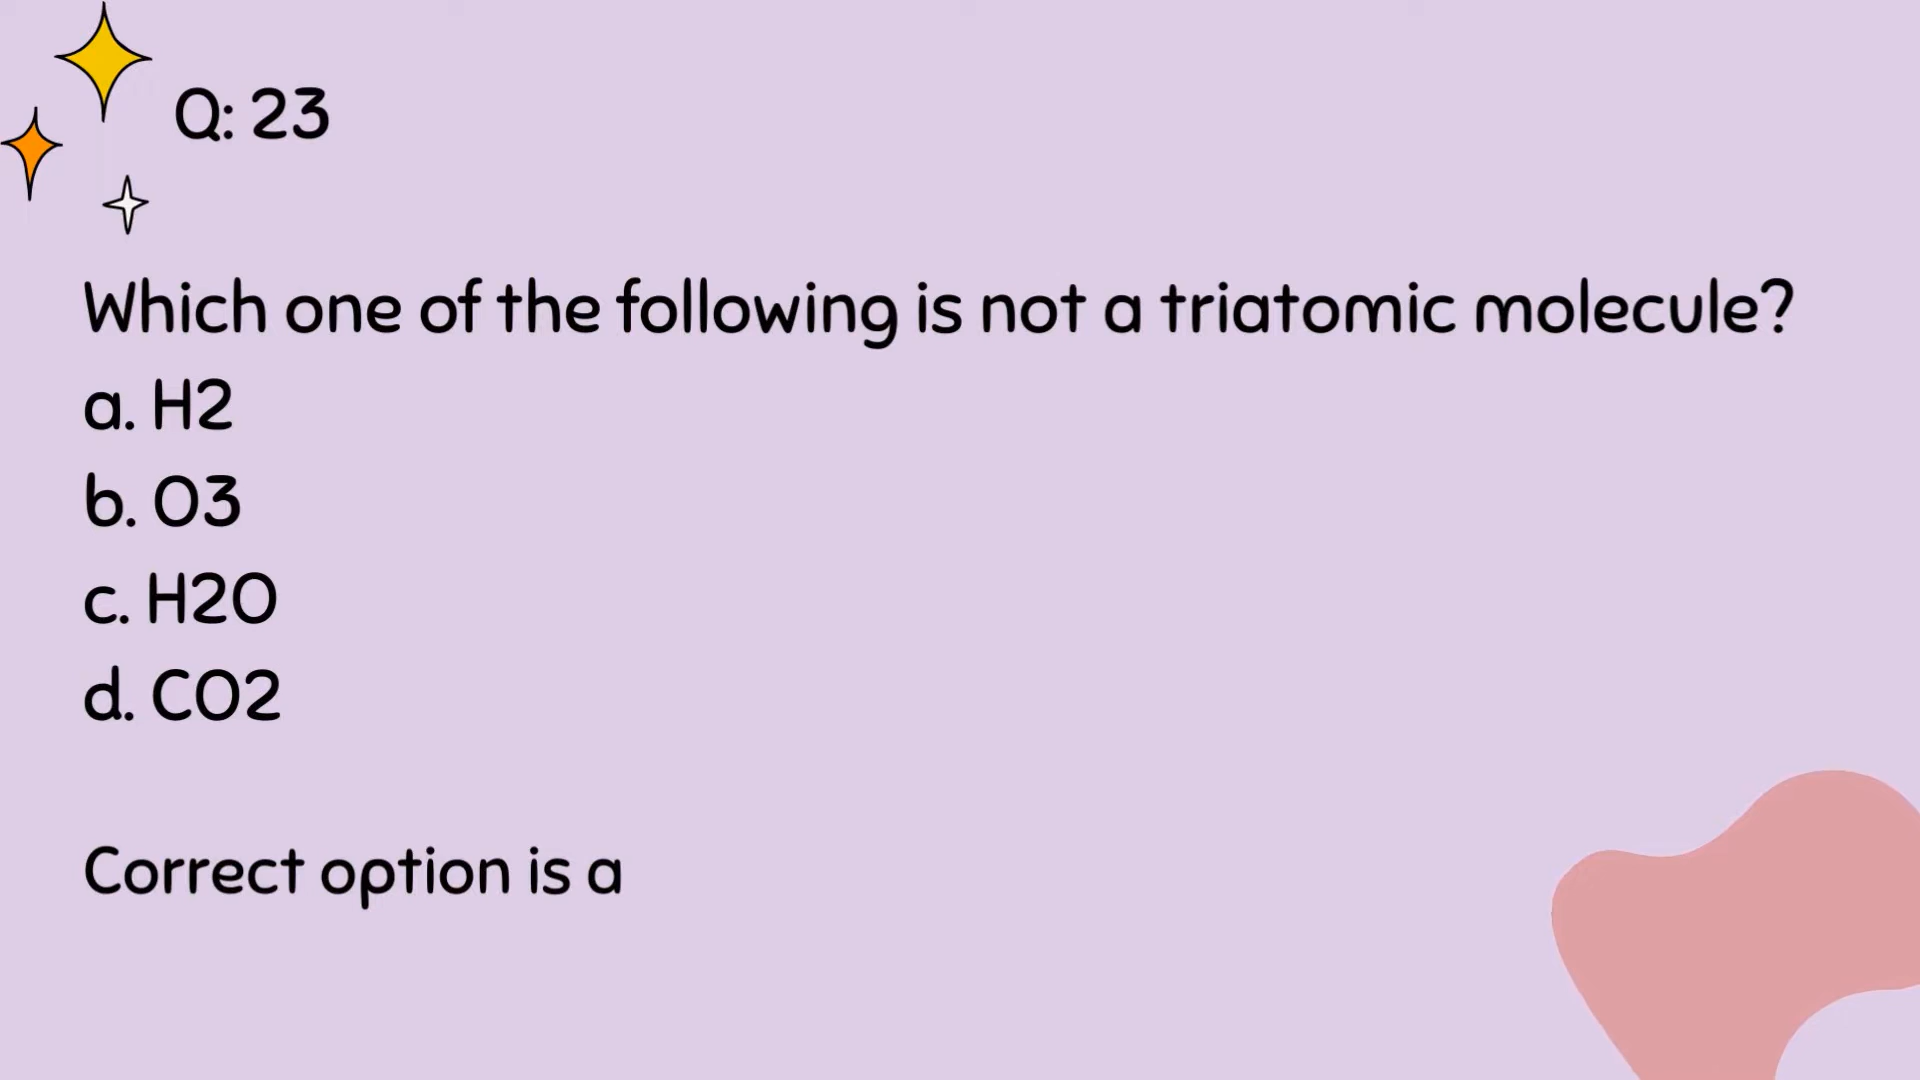 Q: 23
Which one of the following is not a triatomic molecule?
a. H2
b. O3
c. H2O
d. CO2
Correct option is a